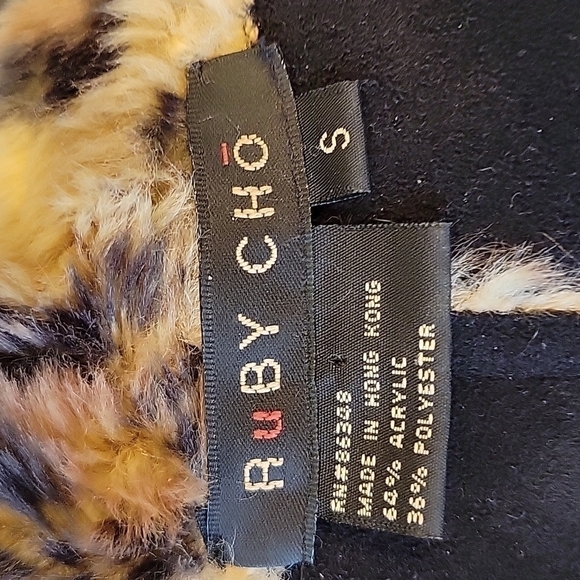 RuBY CHŌ
S
RN#86348
MADE IN HONG KONG
64% ACRYLIC
36% POLYESTER